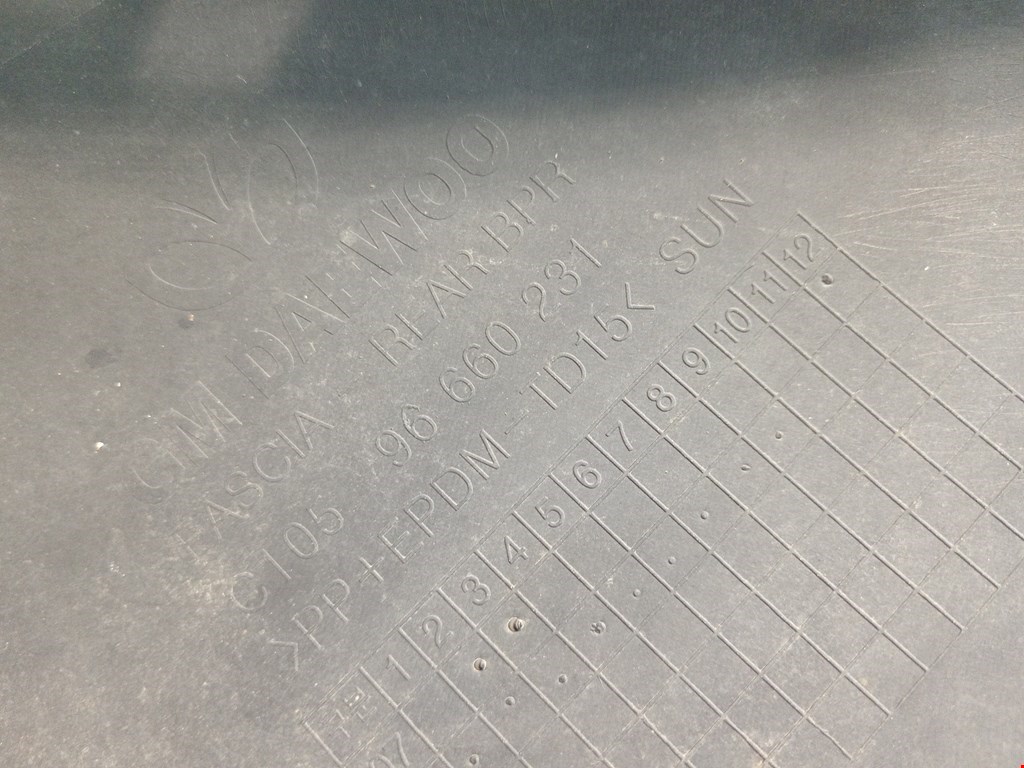 GM DAEWOO
FASCIA REAR BPR
C105 96 660 231
>PP+EPDM-TD15< SUN
1 2 3 4 5 6 7 8 9 10 11 12
07